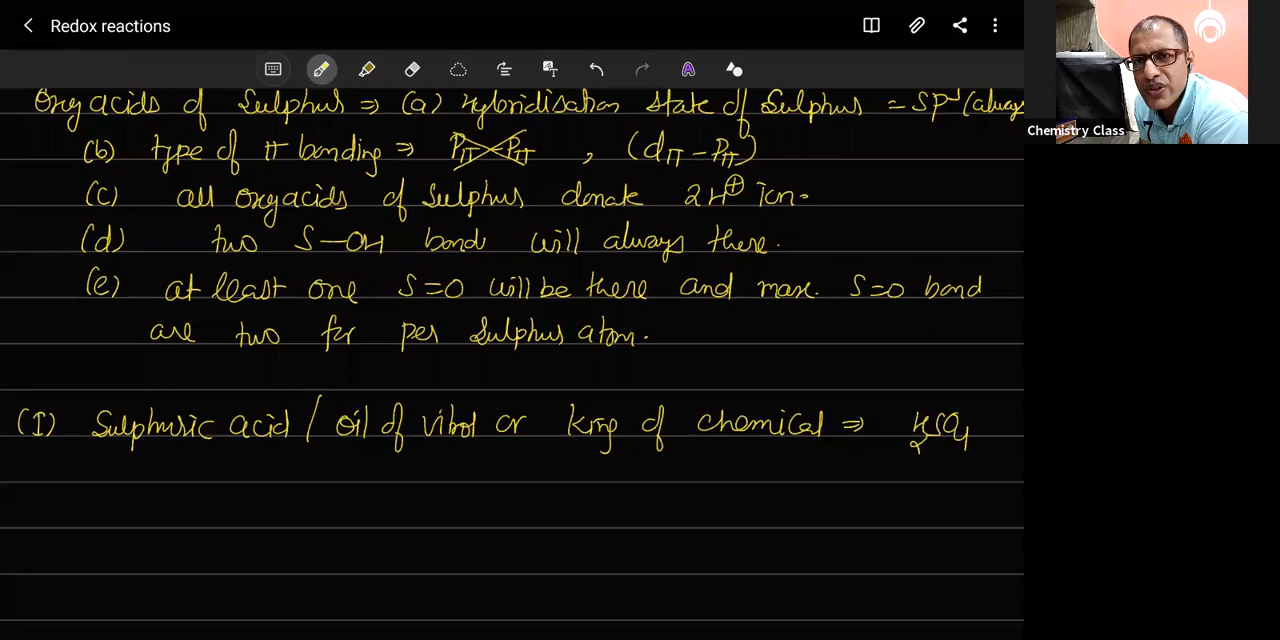 Redox reactions
Chemistry Class
Oxyacids of Sulphur ⇒ (a) Hybridisation state of Sulphur = SP³ (always
(b) type of π bonding ⇒ Pπ-Pπ , (dπ-Pπ)
(c) all oxyacids of Sulphur donate 2H⊕ ion.
(d) two S-OH bond will always there.
(e) at least one S=O will be there and max. S=O bond
are two for per Sulphur atom.
(I) Sulphuric acid / oil of vitrol or king of chemical ⇒ H₂SO₄